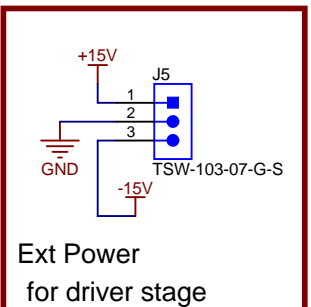 +15V
J5
1
2
3
GND
TSW-103-07-G-S
-15V
Ext Power
for driver stage